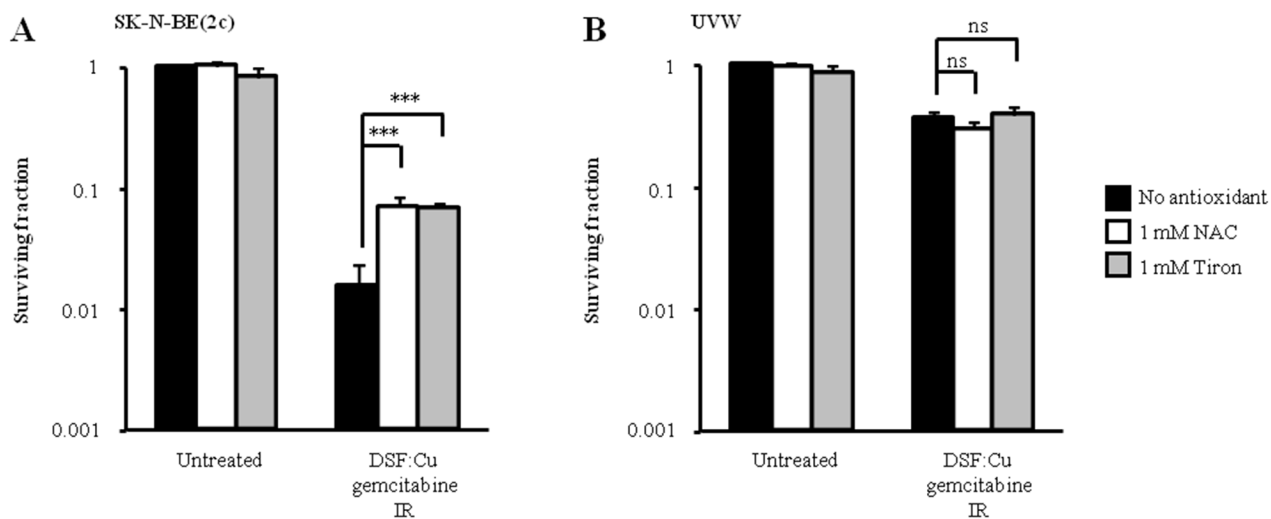 A
SK-N-BE(2c)
Surviving fraction
1
0.1
0.01
0.001
***
***
Untreated
DSF:Cu
gemcitabine
IR
B
UVW
Surviving fraction
1
0.1
0.01
0.001
ns
ns
Untreated
DSF:Cu
gemcitabine
IR
No antioxidant
1 mM NAC
1 mM Tiron